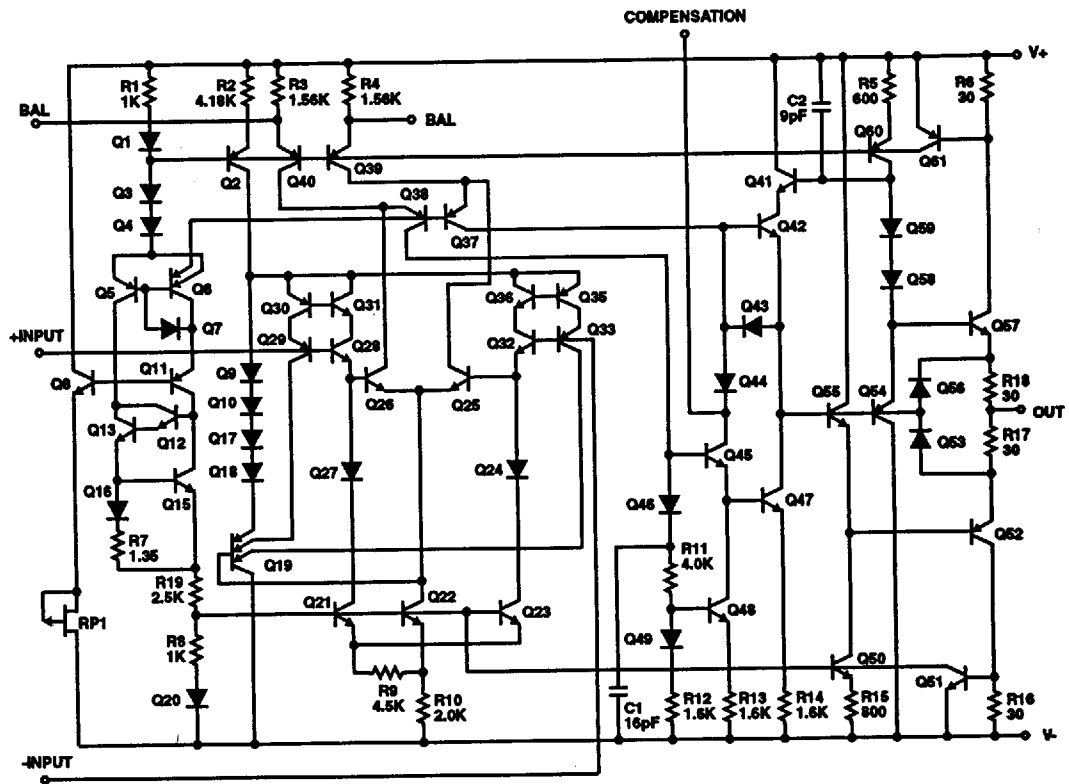 COMPENSATION
V+
R1
1K
R2
4.18K
R3
1.56K
R4
1.56K
C2
9pF
R5
600
R6
30
BAL
BAL
Q1
Q2
Q40
Q39
Q60
Q61
Q3
Q4
Q38
Q37
Q41
Q42
Q59
Q58
Q5
Q6
Q7
Q30
Q31
Q36
Q35
Q43
Q57
+INPUT
Q29
Q28
Q32
Q33
Q8
Q11
Q9
Q10
Q26
Q25
Q44
Q55
Q54
Q56
R18
30
OUT
Q13
Q12
Q17
Q18
Q53
R17
30
Q16
Q15
Q27
Q24
Q45
Q46
Q47
R7
1.35
Q19
Q52
R11
4.0K
R19
2.5K
RP1
Q21
Q22
Q23
Q48
R8
1K
Q49
Q50
Q51
Q20
R9
4.5K
R10
2.0K
C1
16pF
R12
1.5K
R13
1.6K
R14
1.6K
R15
800
R16
30
V-
-INPUT